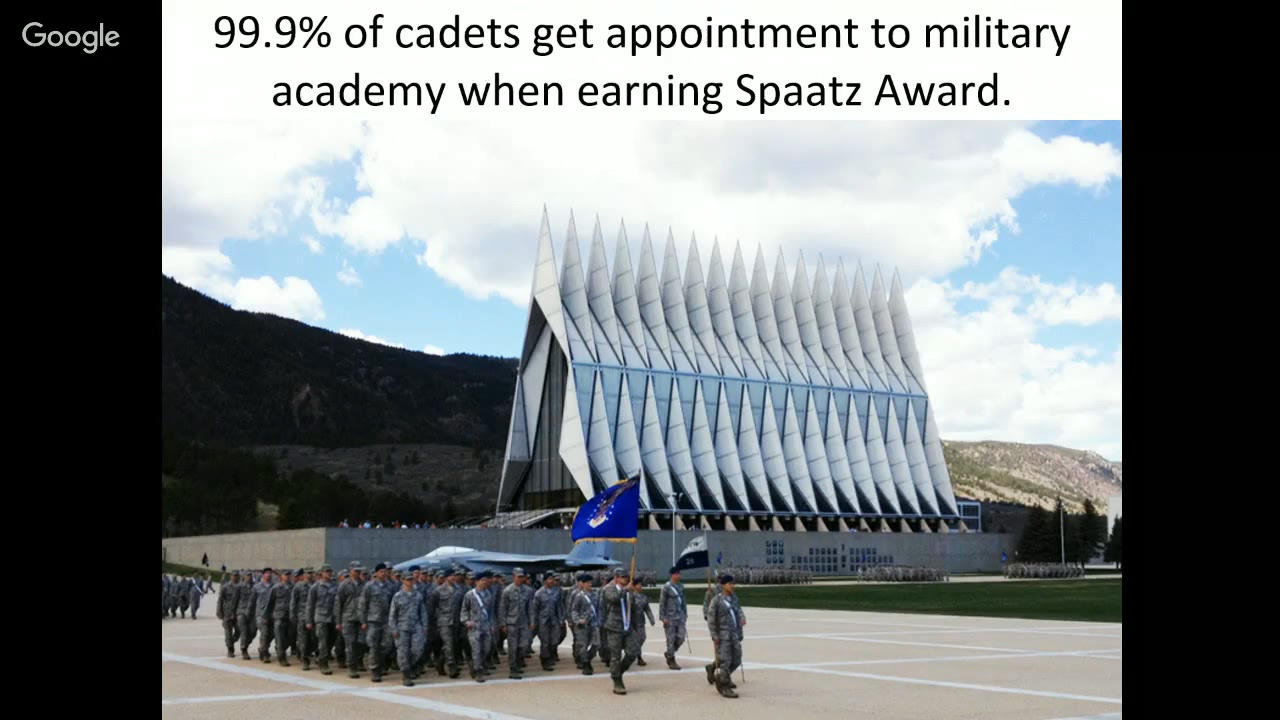 Google
99.9% of cadets get appointment to military
academy when earning Spaatz Award.